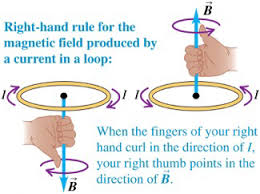 Right-hand rule for the
magnetic field produced by
a current in a loop:
B
I
I
I
I
When the fingers of your right
hand curl in the direction of I,
your right thumb points in the
direction of B.
B